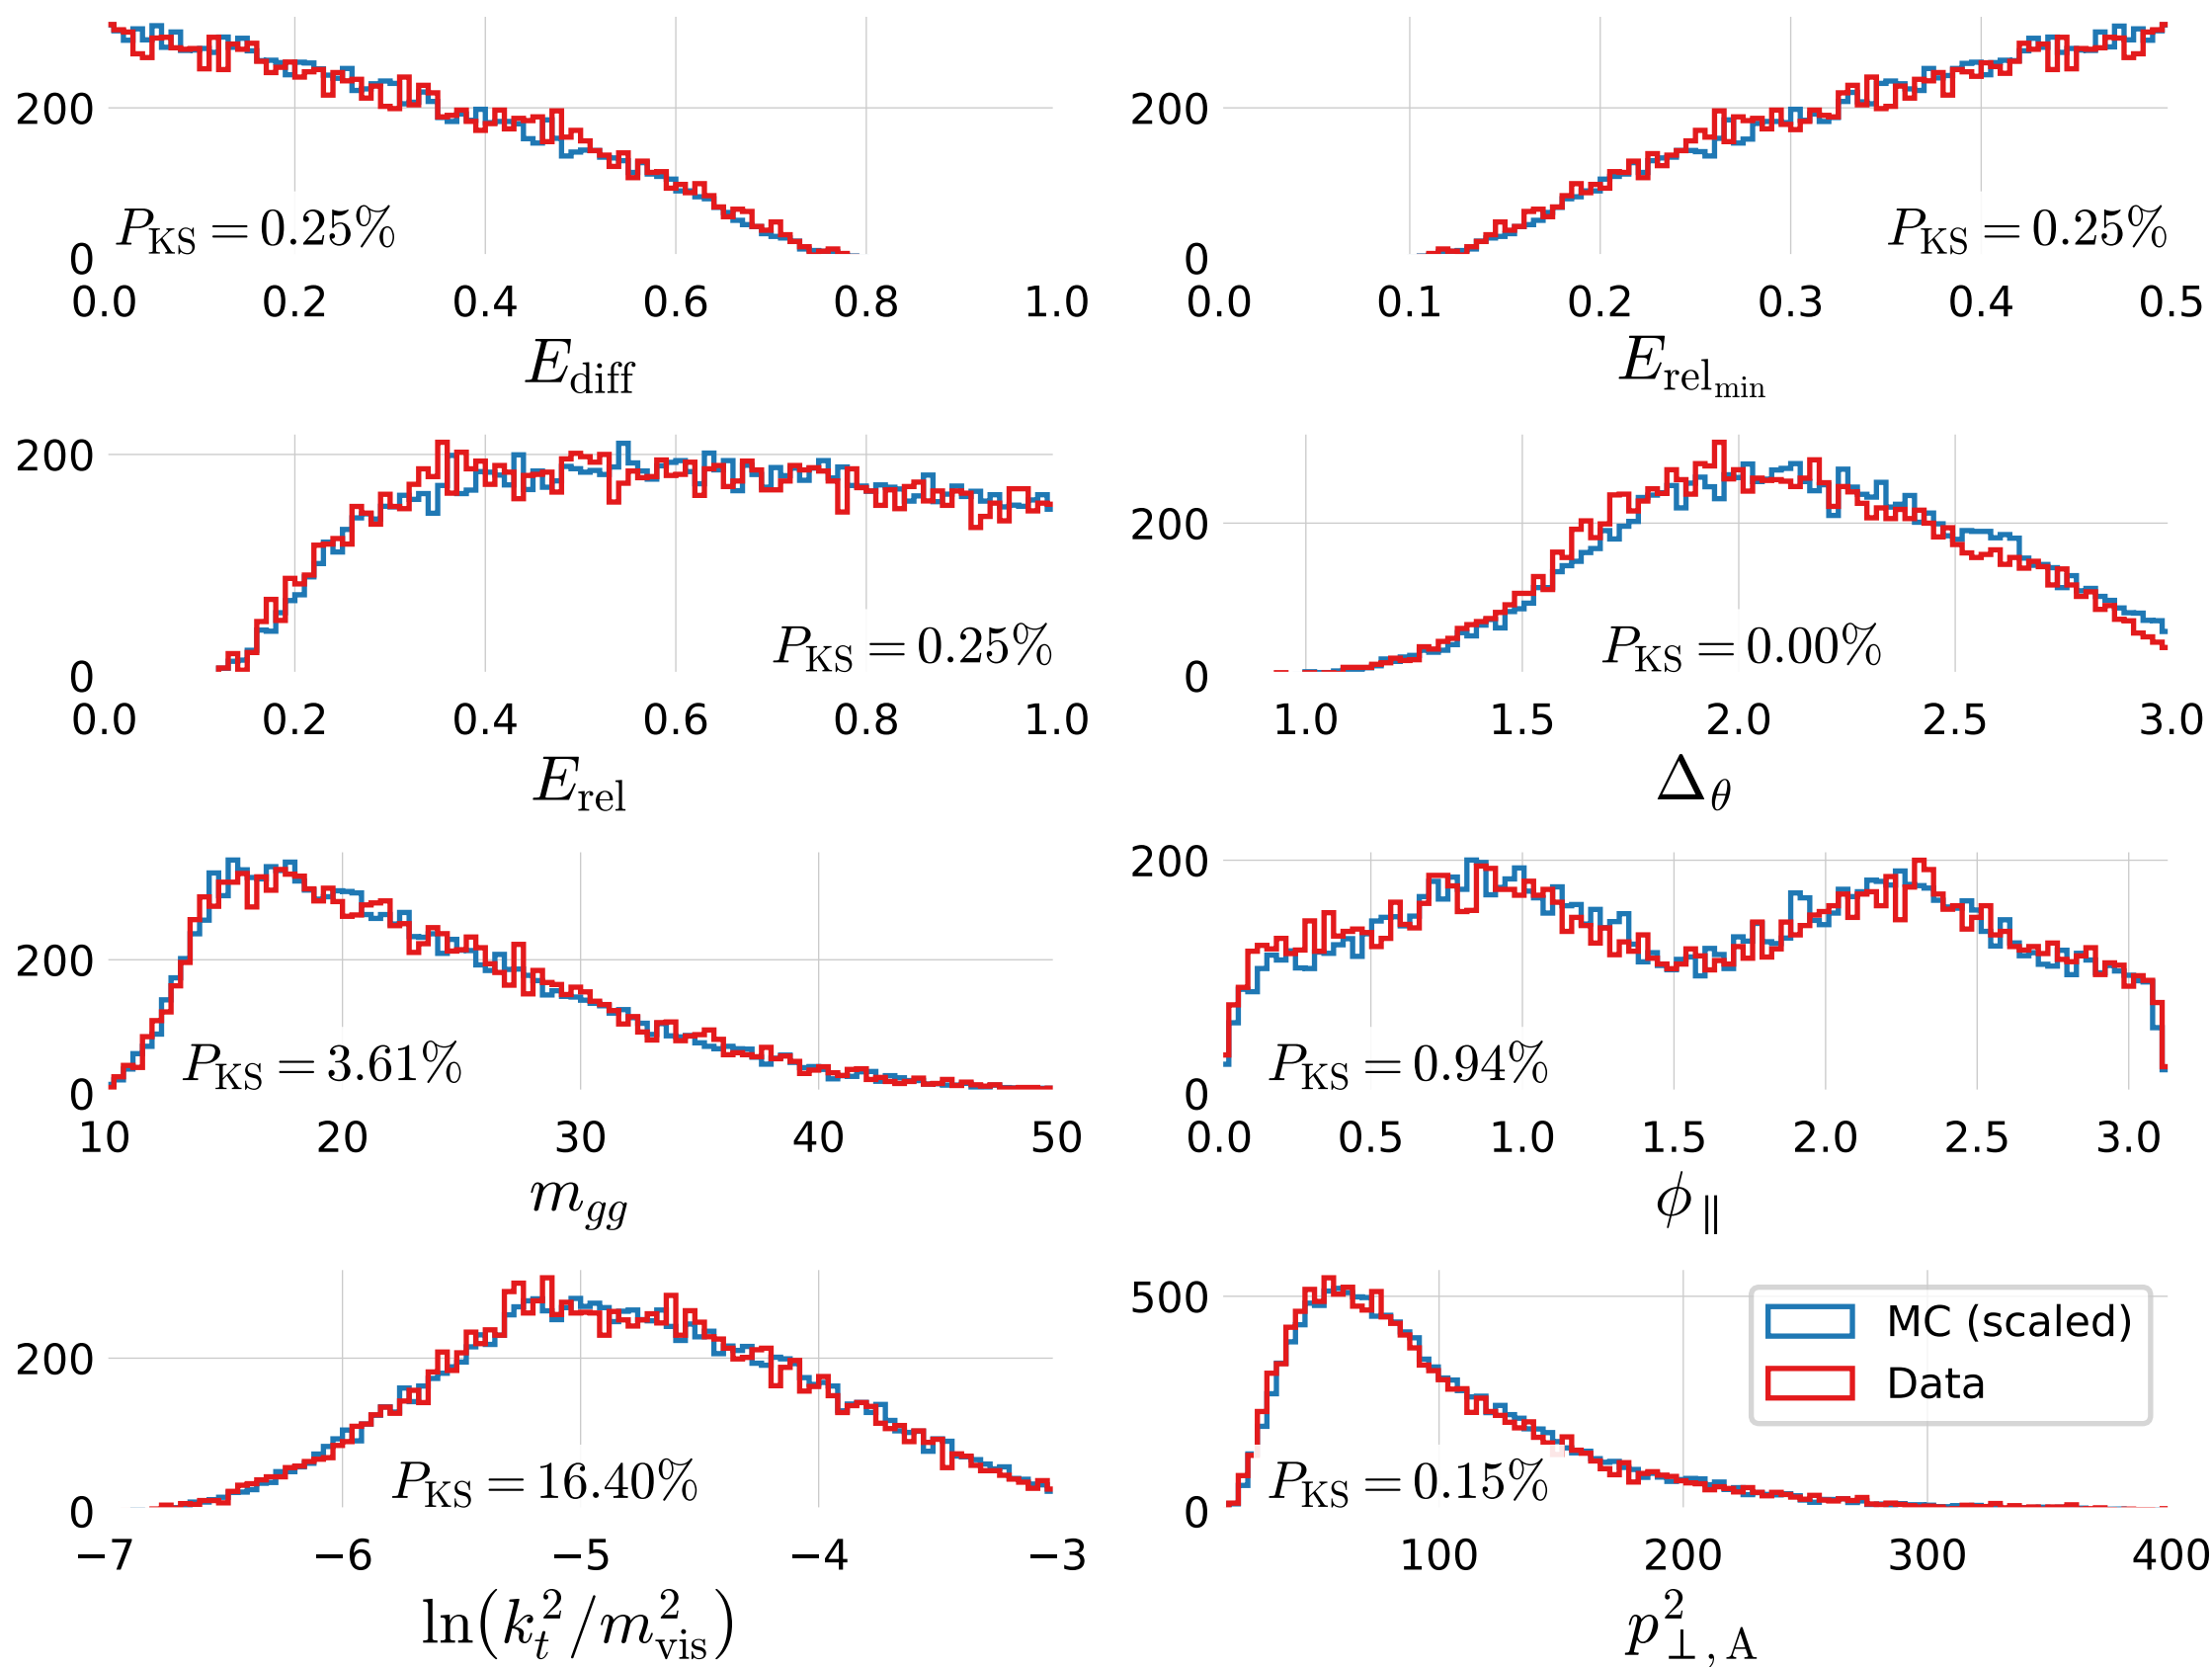 200
0
P_KS = 0.25%
0.0 0.2 0.4 0.6 0.8 1.0
E_diff
200
0
P_KS = 0.25%
0.0 0.1 0.2 0.3 0.4 0.5
E_rel_min
200
0
P_KS = 0.25%
0.0 0.2 0.4 0.6 0.8 1.0
E_rel
200
0
P_KS = 0.00%
1.0 1.5 2.0 2.5 3.0
Δ_θ
200
0
P_KS = 3.61%
10 20 30 40 50
m_gg
200
0
P_KS = 0.94%
0.0 0.5 1.0 1.5 2.0 2.5 3.0
ϕ_∥
200
0
P_KS = 16.40%
−7 −6 −5 −4 −3
ln(k_t^2/m_vis^2)
500
0
MC (scaled)
Data
P_KS = 0.15%
100 200 300 400
p_⊥,A^2